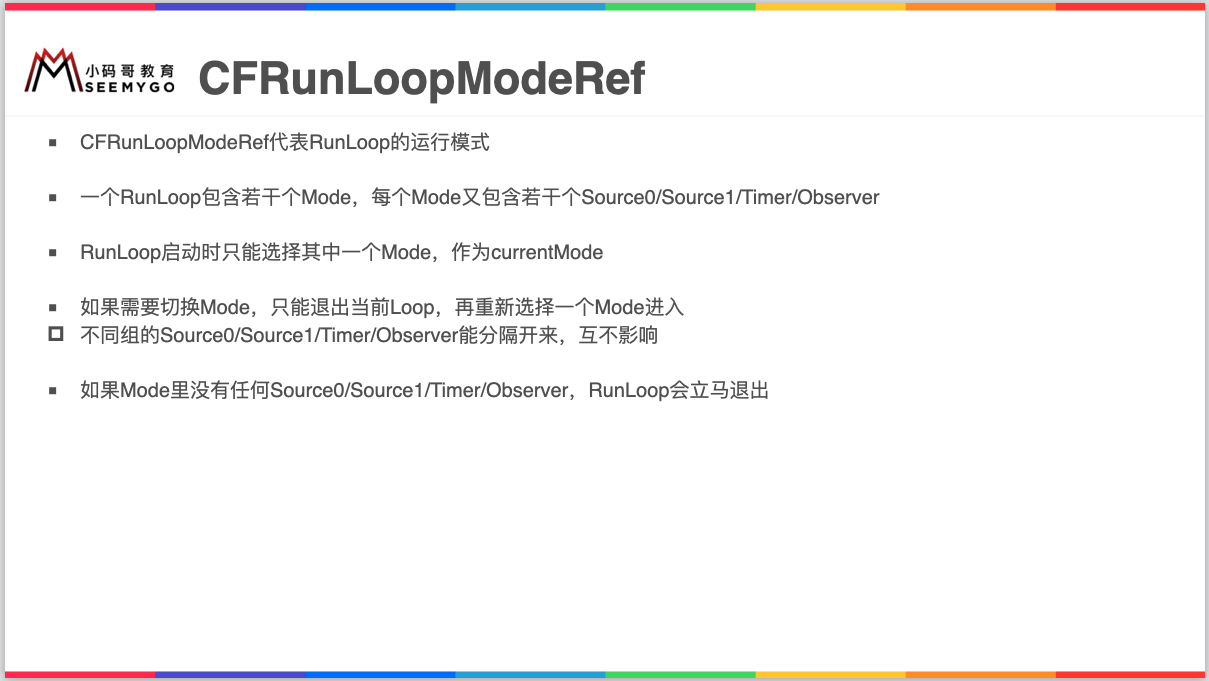 小码哥教育
SEEMYGO
CFRunLoopModeRef
CFRunLoopModeRef代表RunLoop的运行模式
一个RunLoop包含若干个Mode，每个Mode又包含若干个Source0/Source1/Timer/Observer
RunLoop启动时只能选择其中一个Mode，作为currentMode
如果需要切换Mode，只能退出当前Loop，再重新选择一个Mode进入
不同组的Source0/Source1/Timer/Observer能分隔开来，互不影响
如果Mode里没有任何Source0/Source1/Timer/Observer，RunLoop会立马退出